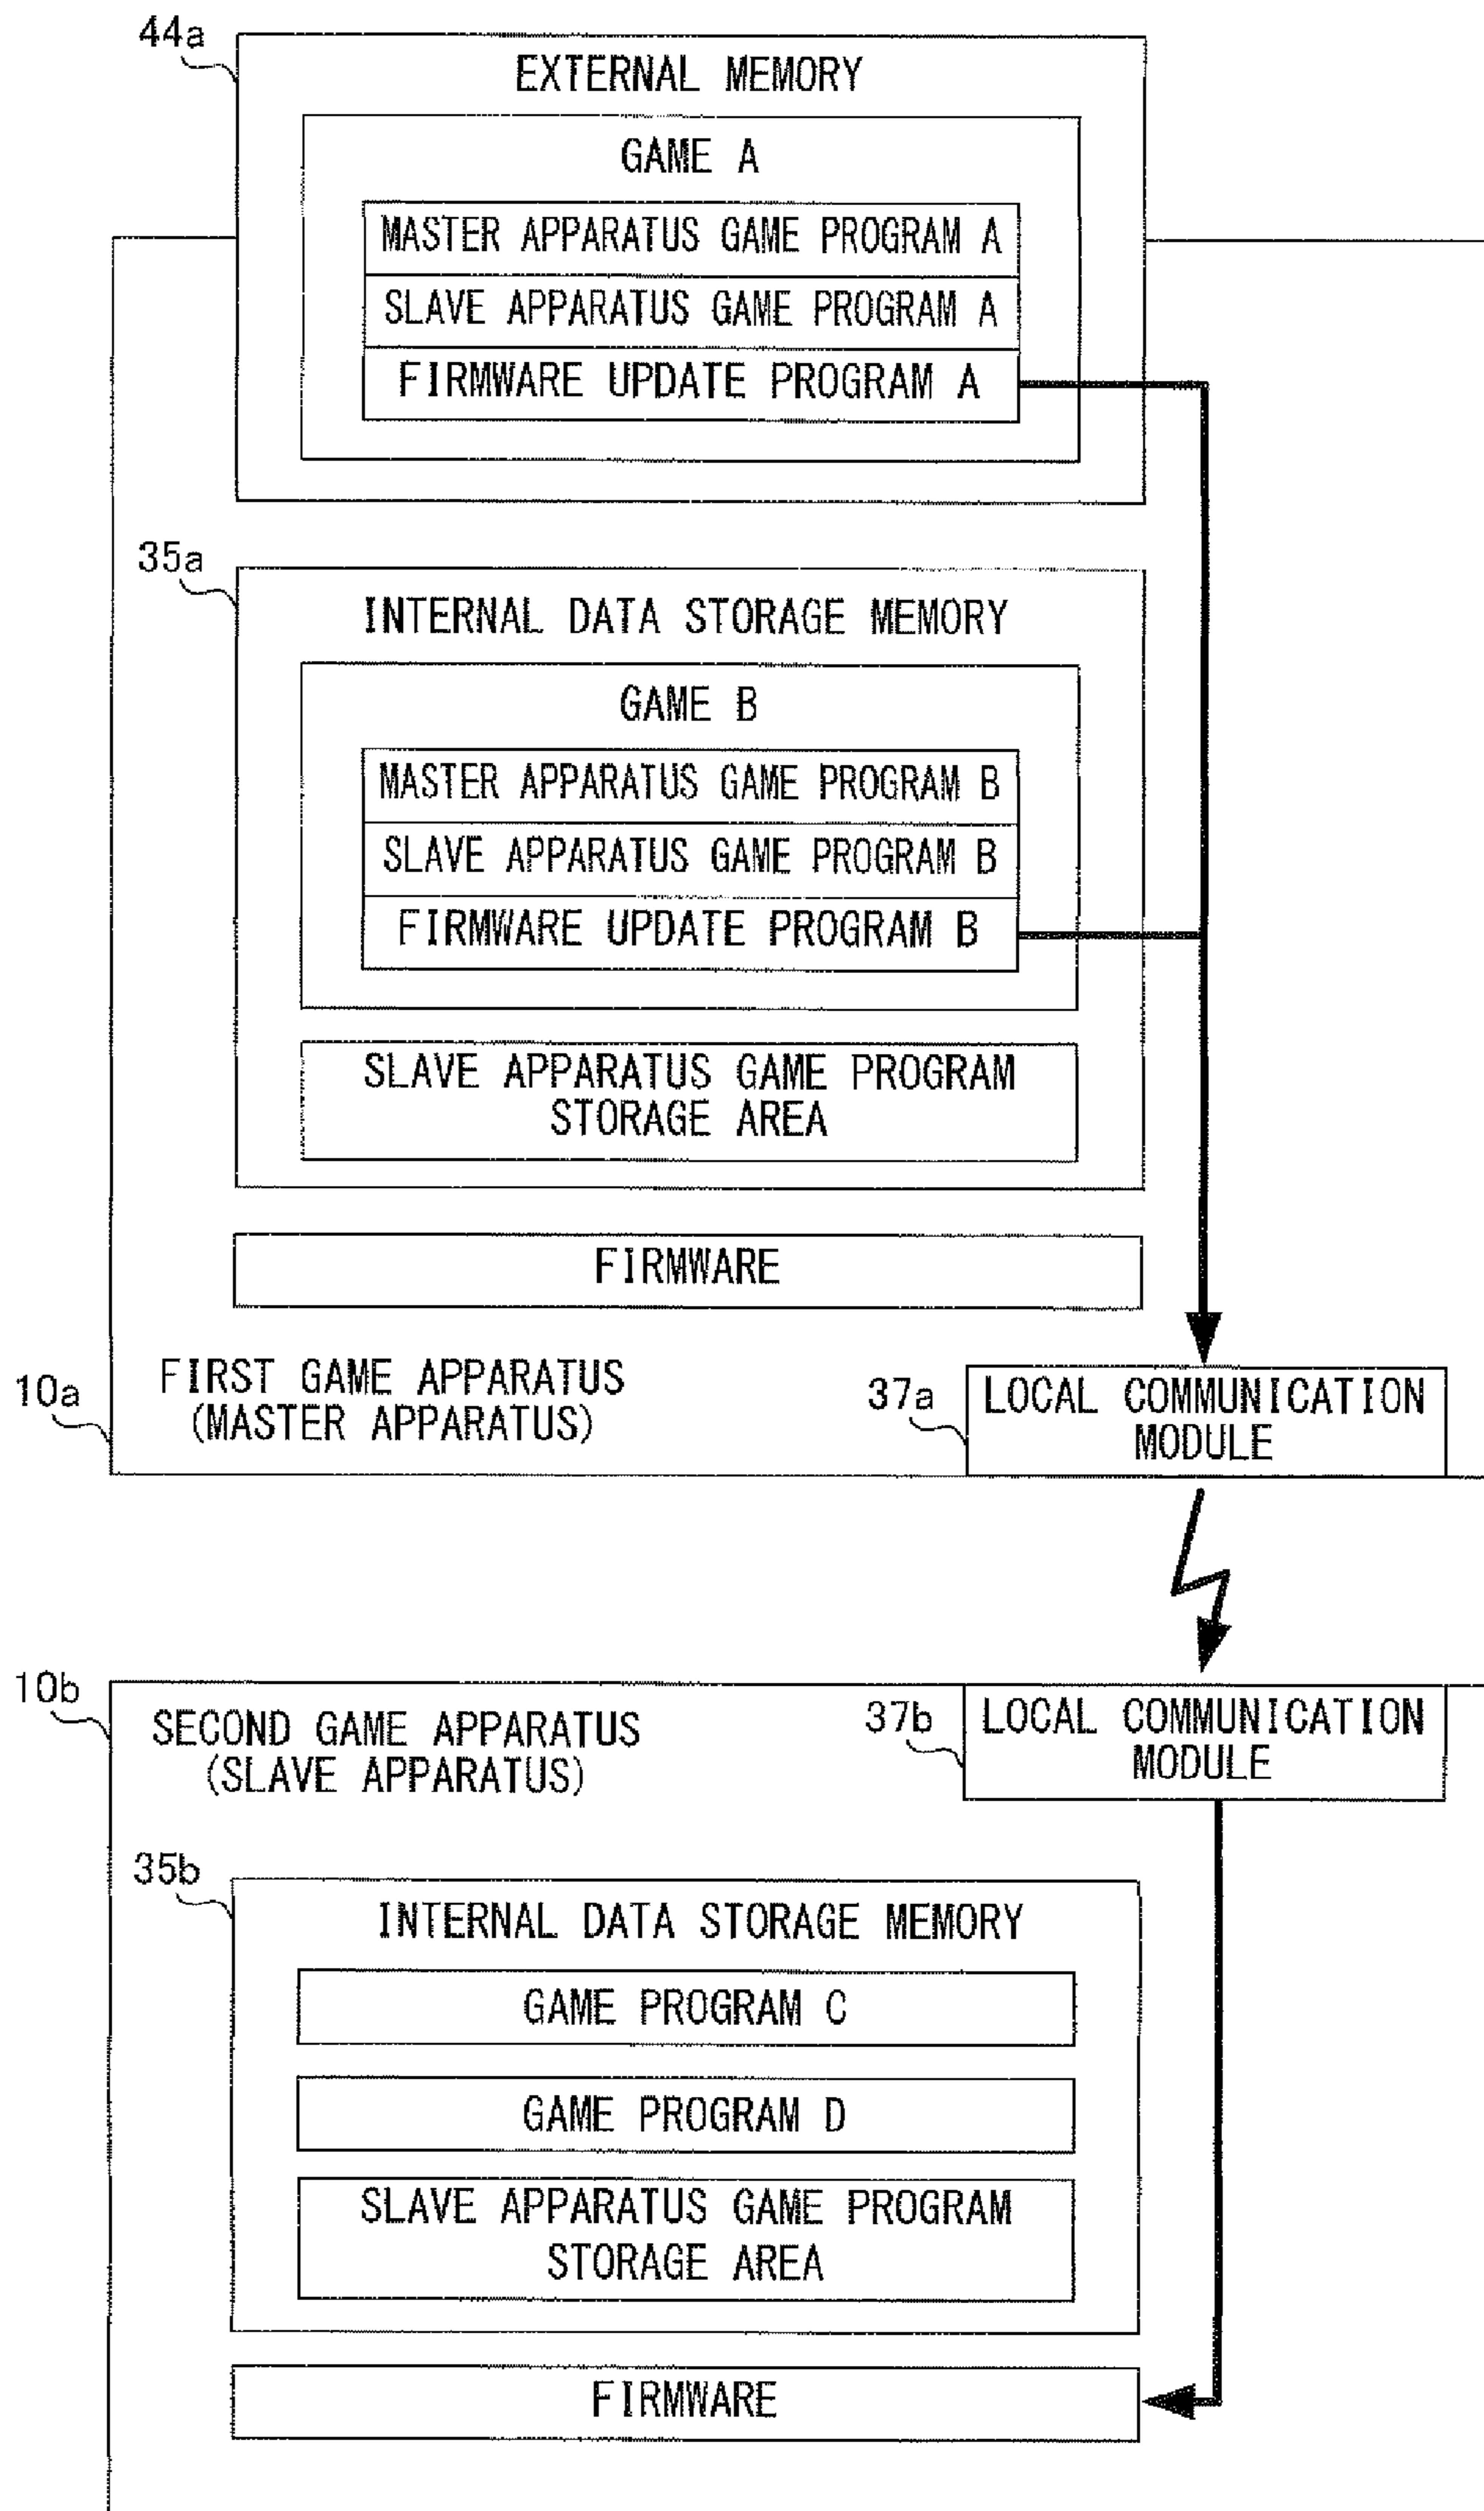 44a
EXTERNAL MEMORY
GAME A
MASTER APPARATUS GAME PROGRAM A
SLAVE APPARATUS GAME PROGRAM A
FIRMWARE UPDATE PROGRAM A
35a
INTERNAL DATA STORAGE MEMORY
GAME B
MASTER APPARATUS GAME PROGRAM B
SLAVE APPARATUS GAME PROGRAM B
FIRMWARE UPDATE PROGRAM B
SLAVE APPARATUS GAME PROGRAM
STORAGE AREA
FIRMWARE
10a
FIRST GAME APPARATUS
(MASTER APPARATUS)
37a
LOCAL COMMUNICATION
MODULE
10b
SECOND GAME APPARATUS
(SLAVE APPARATUS)
37b
LOCAL COMMUNICATION
MODULE
35b
INTERNAL DATA STORAGE MEMORY
GAME PROGRAM C
GAME PROGRAM D
SLAVE APPARATUS GAME PROGRAM
STORAGE AREA
FIRMWARE